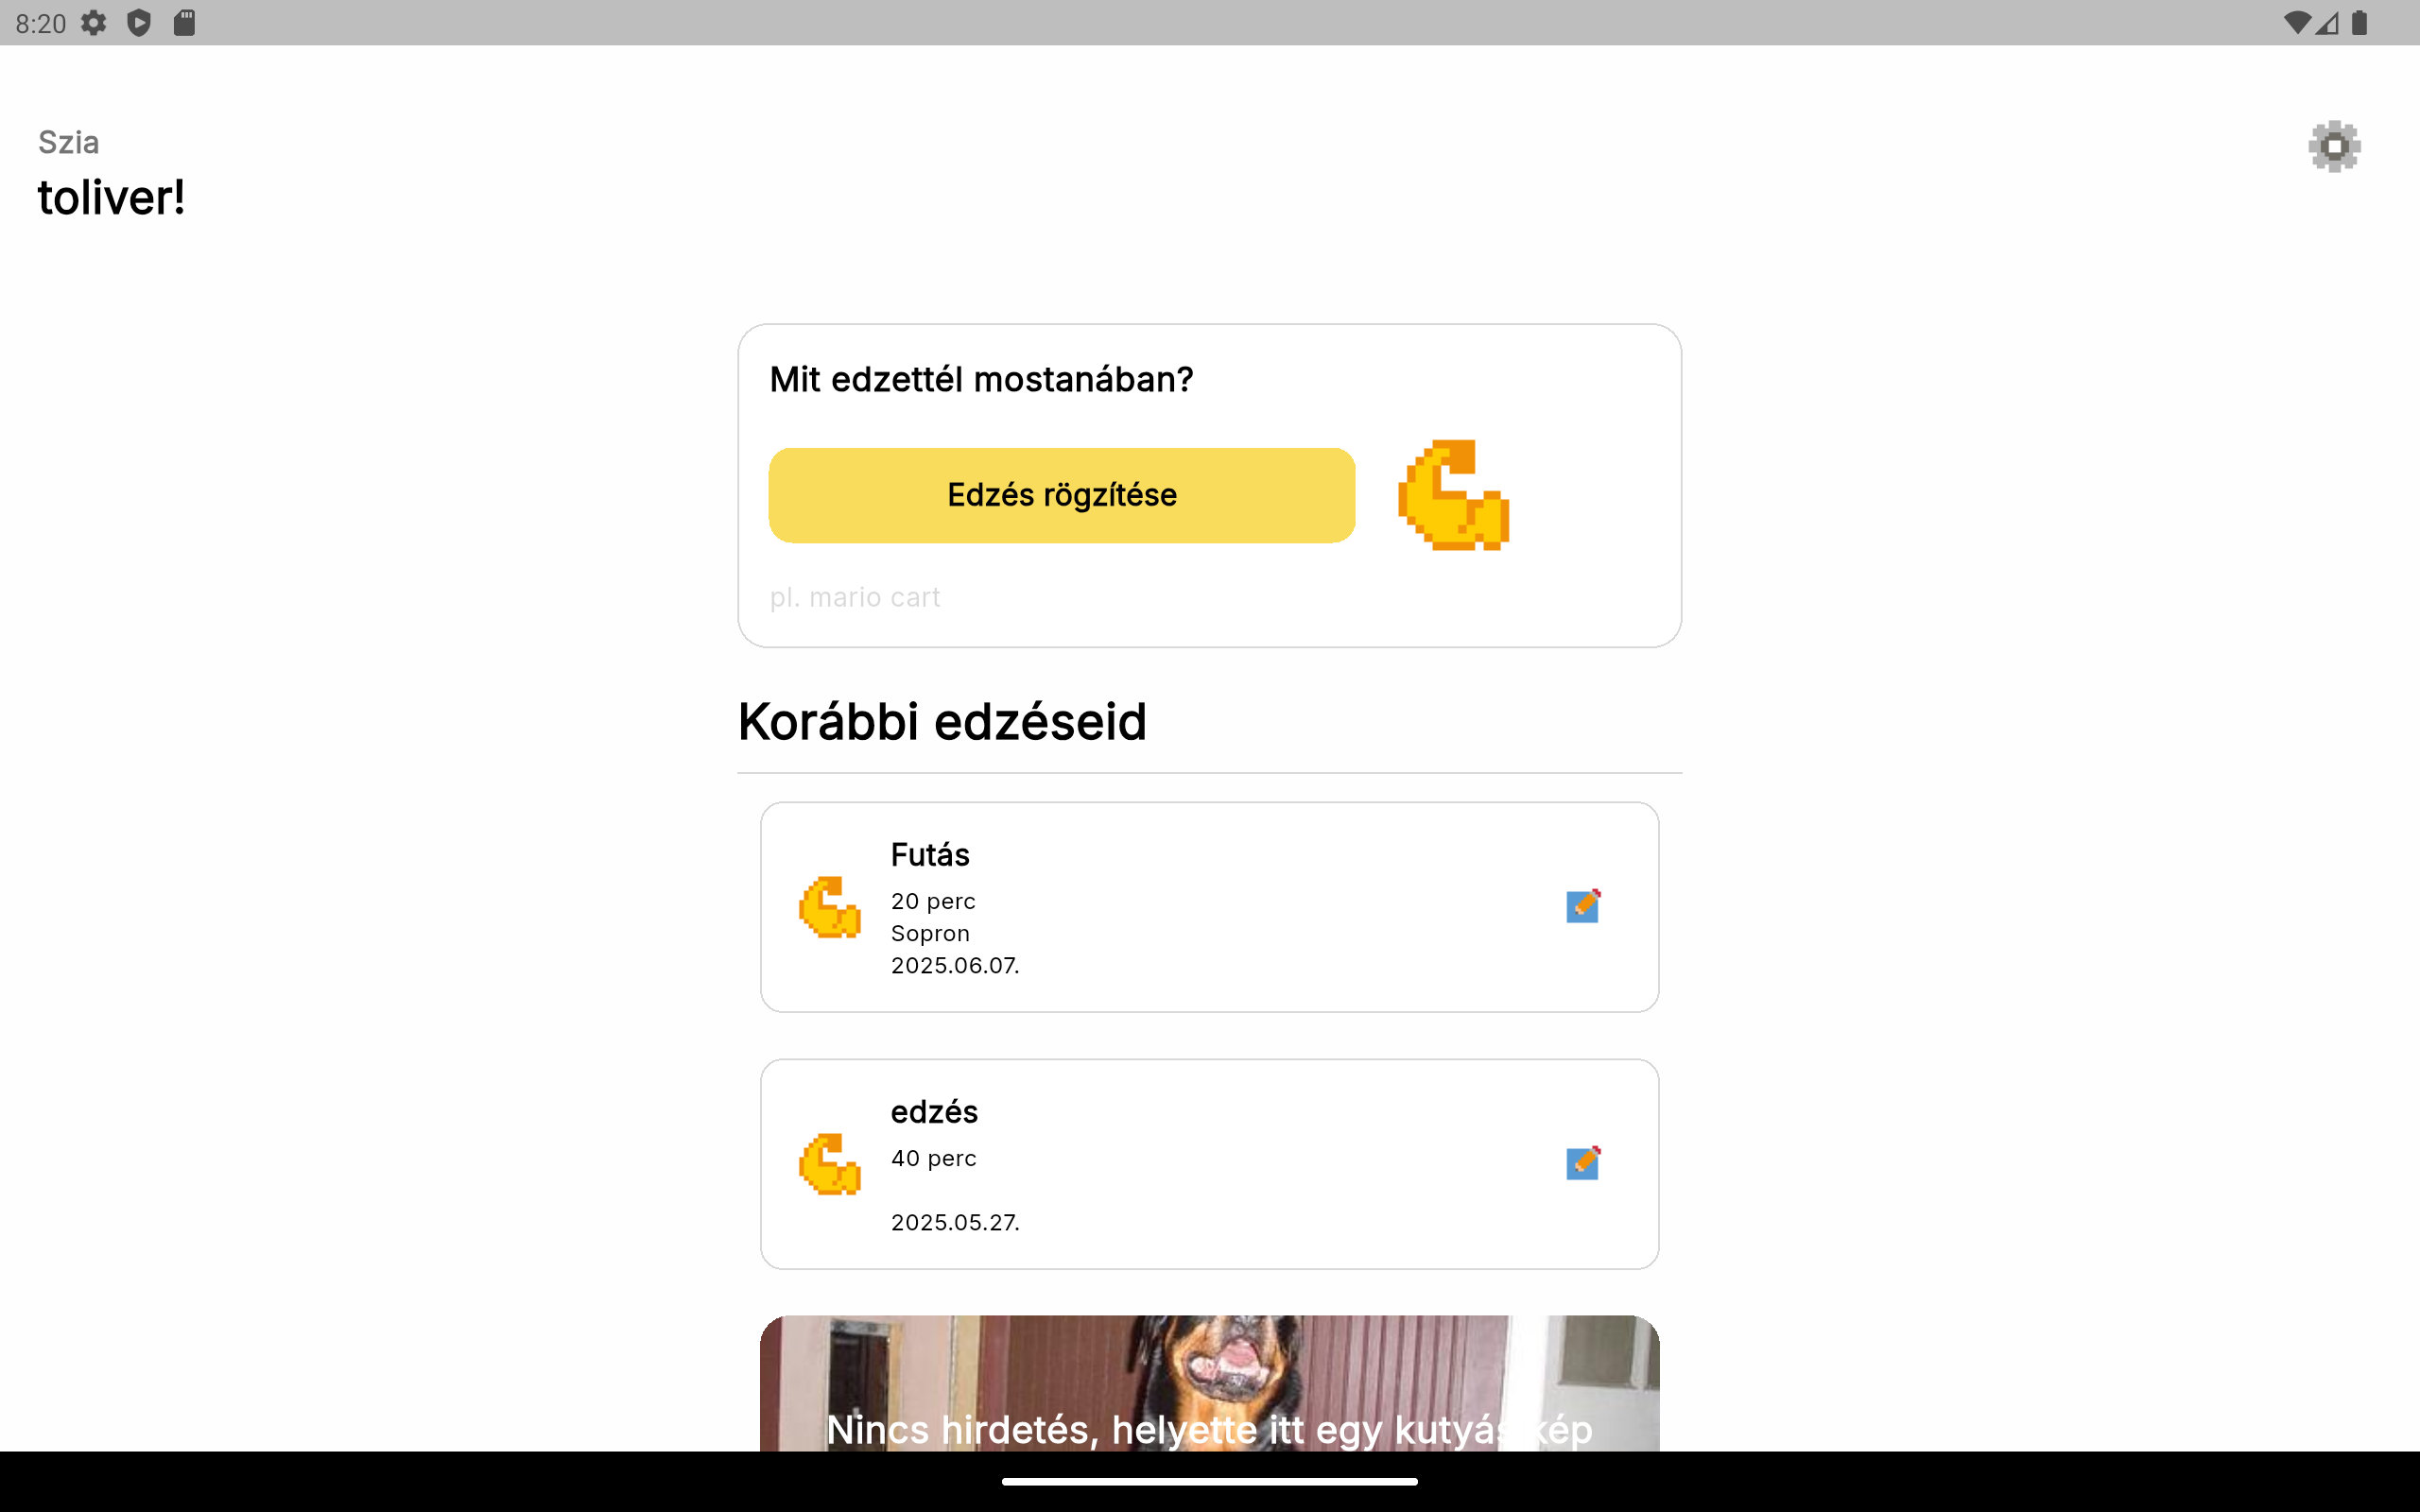 8:20
Szia
toliver!
Mit edzettél mostanában?
Edzés rögzítése
pl. mario cart
Korábbi edzéseid
Futás
20 perc
Sopron
2025.06.07.
edzés
40 perc
2025.05.27.
Nincs hirdetés, helyette itt egy kutyás kép